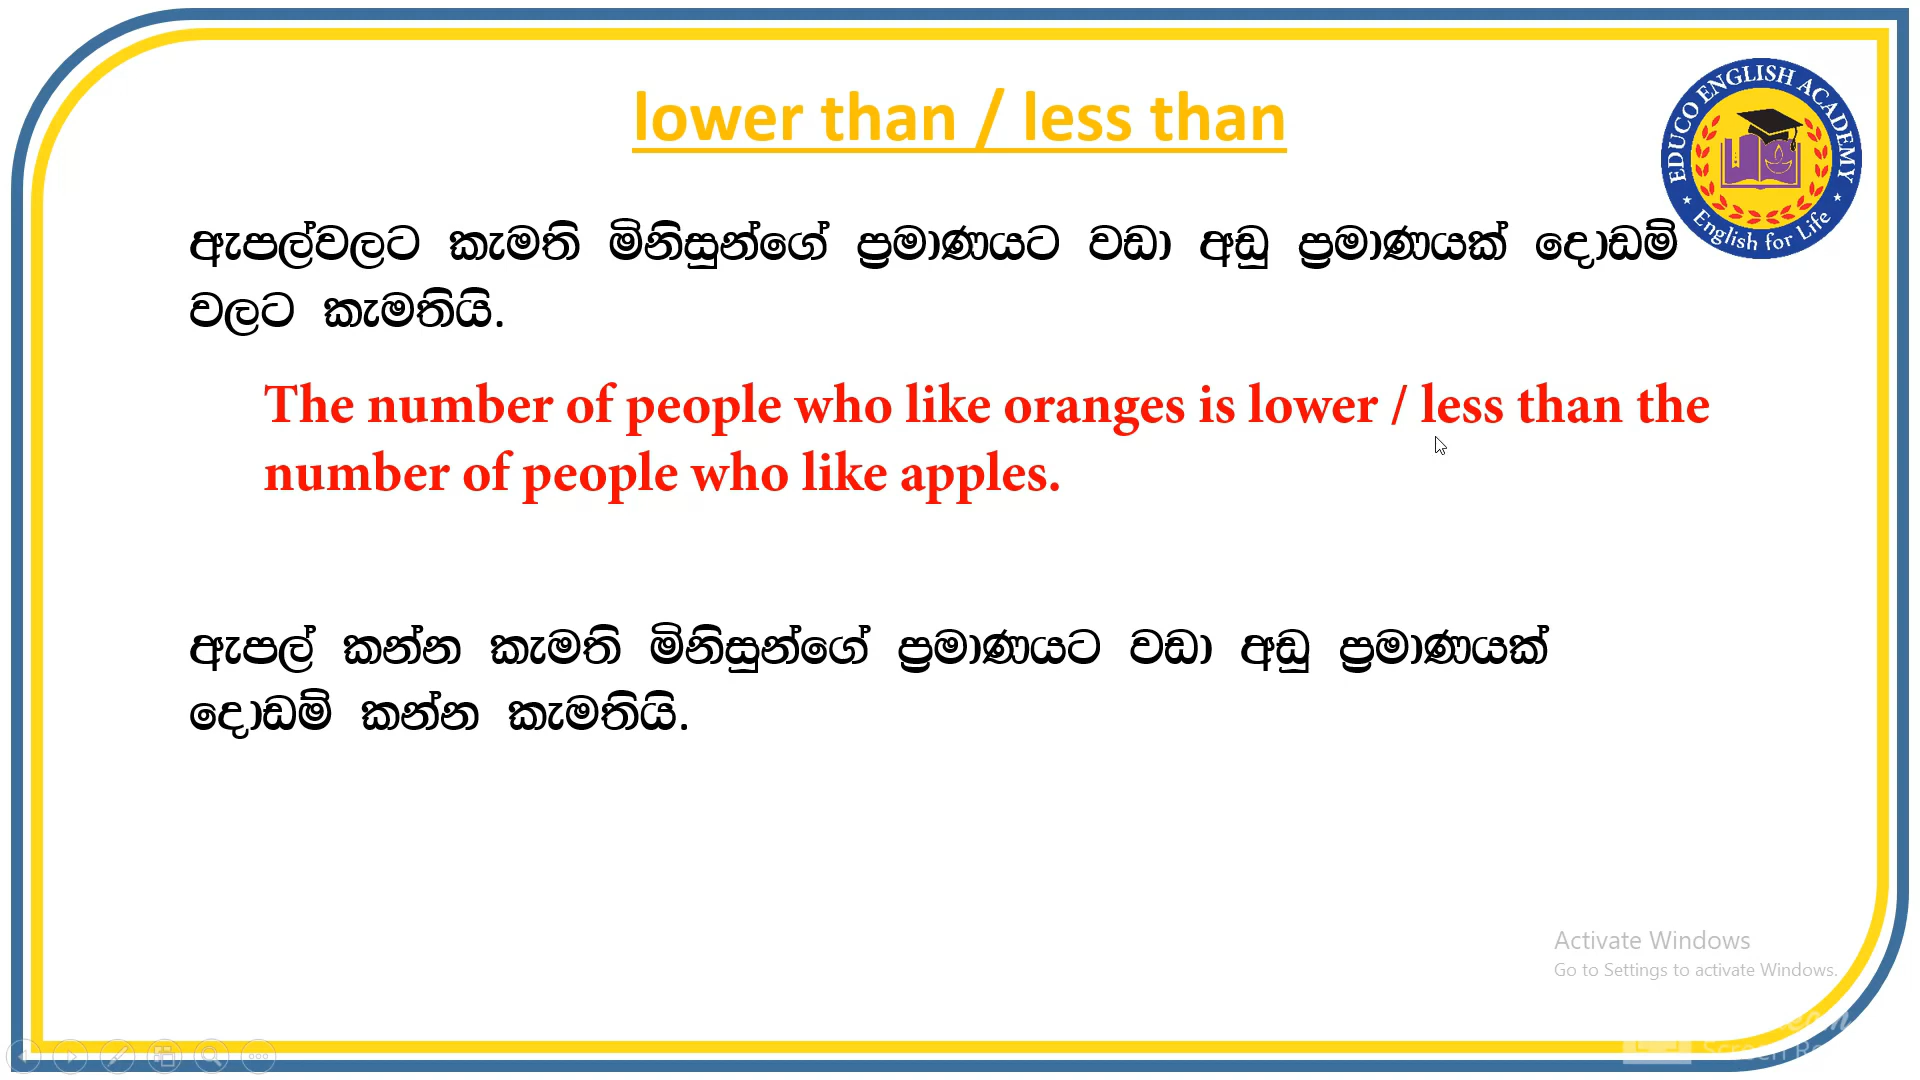 lower than / less than
EDUCO ENGLISH ACADEMY
English for Life
ඇපල්වලට කැමති මිනිසුන්ගේ ප්‍රමාණයට වඩා අඩු ප්‍රමාණයක් දොඩම්
වලට කැමතියි.
The number of people who like oranges is lower / less than the
number of people who like apples.
ඇපල් කන්න කැමති මිනිසුන්ගේ ප්‍රමාණයට වඩා අඩු ප්‍රමාණයක්
දොඩම් කන්න කැමතියි.
Activate Windows
Go to Settings to activate Windows.